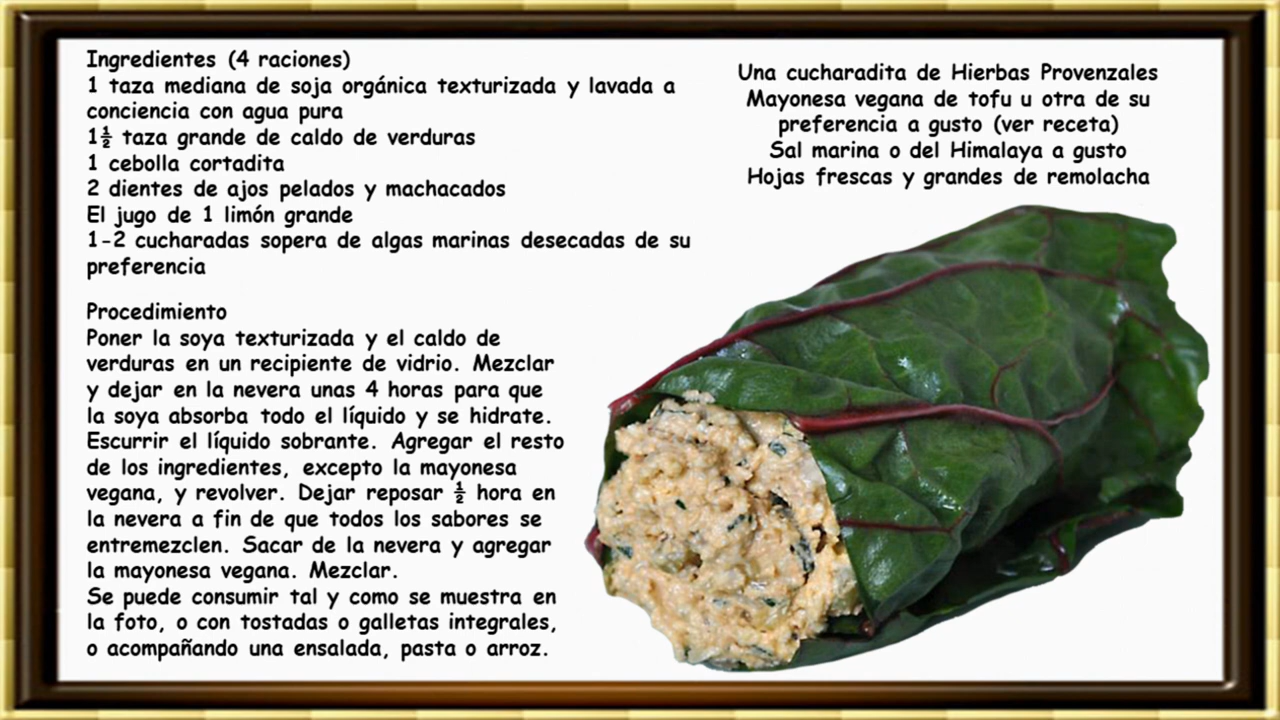 Ingredientes (4 raciones)
1 taza mediana de soja orgánica texturizada y lavada a
conciencia con agua pura
1½ taza grande de caldo de verduras
1 cebolla cortadita
2 dientes de ajos pelados y machacados
El jugo de 1 limón grande
1-2 cucharadas sopera de algas marinas desecadas de su
preferencia
Una cucharadita de Hierbas Provenzales
Mayonesa vegana de tofu u otra de su
preferencia a gusto (ver receta)
Sal marina o del Himalaya a gusto
Hojas frescas y grandes de remolacha
Procedimiento
Poner la soya texturizada y el caldo de
verduras en un recipiente de vidrio. Mezclar
y dejar en la nevera unas 4 horas para que
la soya absorba todo el líquido y se hidrate.
Escurrir el líquido sobrante. Agregar el resto
de los ingredientes, excepto la mayonesa
vegana, y revolver. Dejar reposar ½ hora en
la nevera a fin de que todos los sabores se
entremezclen. Sacar de la nevera y agregar
la mayonesa vegana. Mezclar.
Se puede consumir tal y como se muestra en
la foto, o con tostadas o galletas integrales,
o acompañando una ensalada, pasta o arroz.